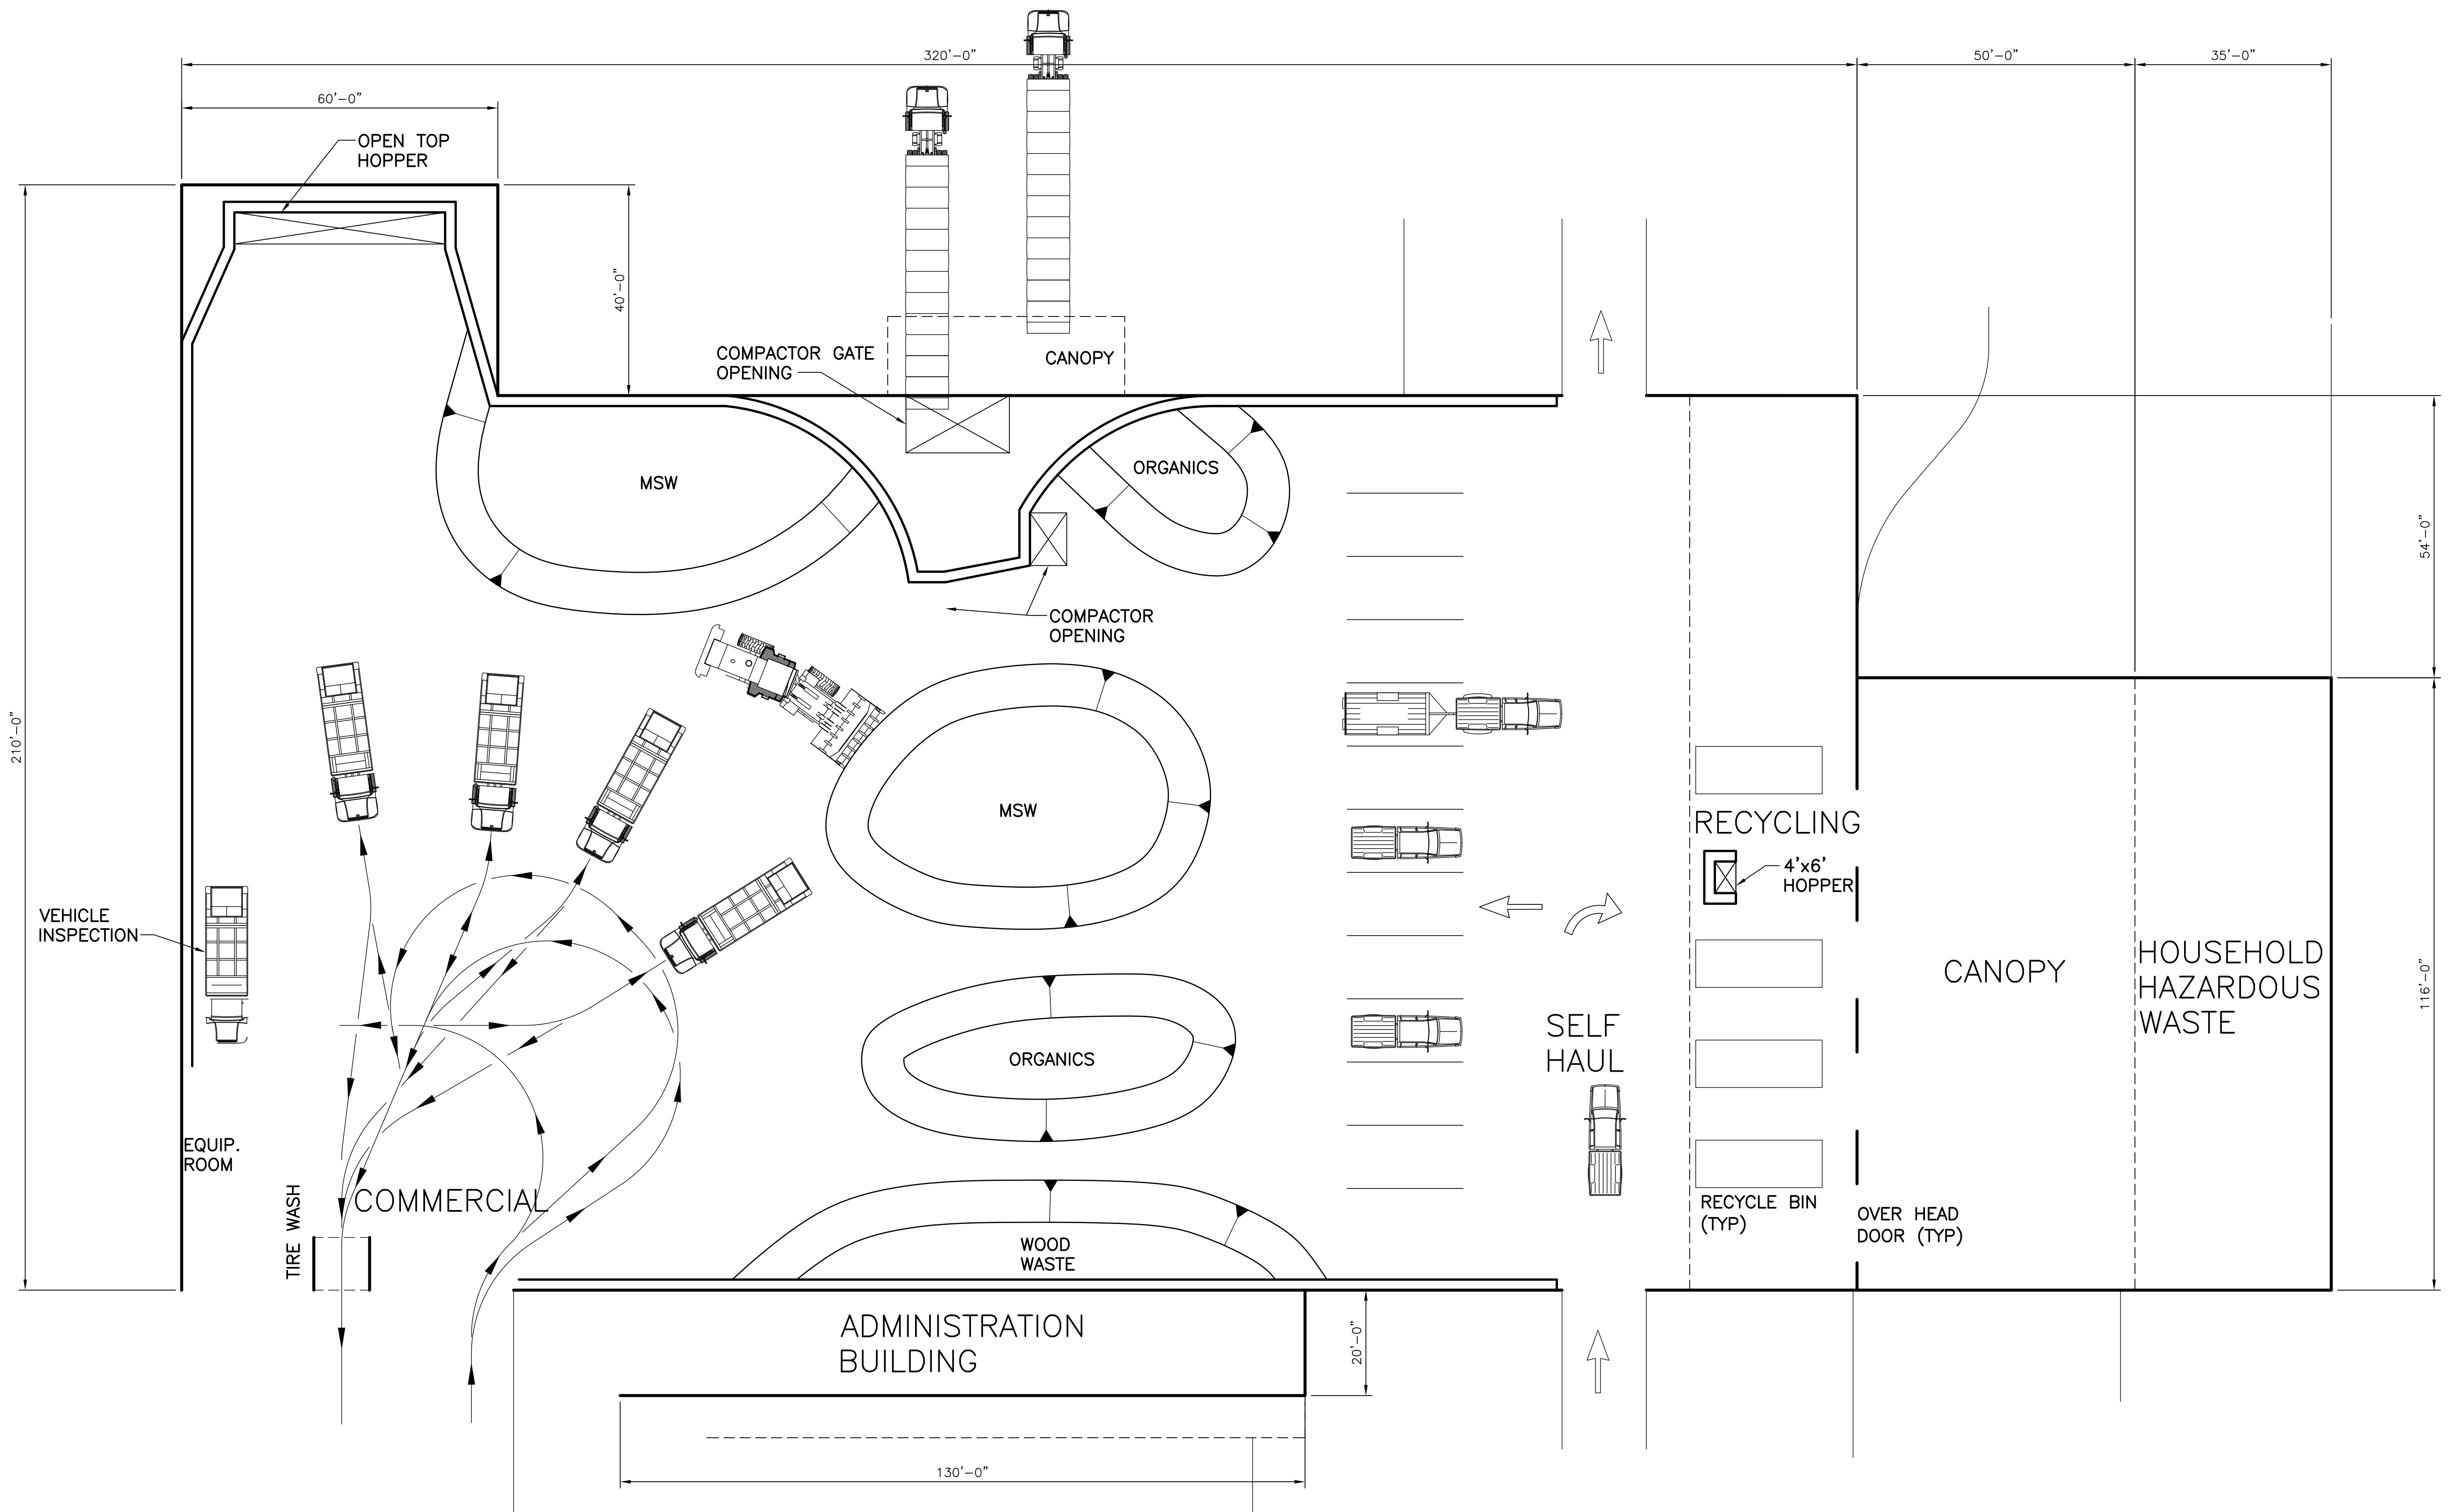 320'-0"
50'-0"
35'-0"
60'-0"
OPEN TOP
HOPPER
40'-0"
COMPACTOR GATE
OPENING
CANOPY
MSW
ORGANICS
54'-0"
COMPACTOR
OPENING
210'-0"
MSW
RECYCLING
4'x6'
HOPPER
VEHICLE
INSPECTION
CANOPY
HOUSEHOLD
HAZARDOUS
WASTE
116'-0"
SELF
HAUL
ORGANICS
EQUIP.
ROOM
TIRE WASH
COMMERCIAL
RECYCLE BIN
(TYP)
OVER HEAD
DOOR (TYP)
WOOD
WASTE
ADMINISTRATION
BUILDING
20'-0"
130'-0"